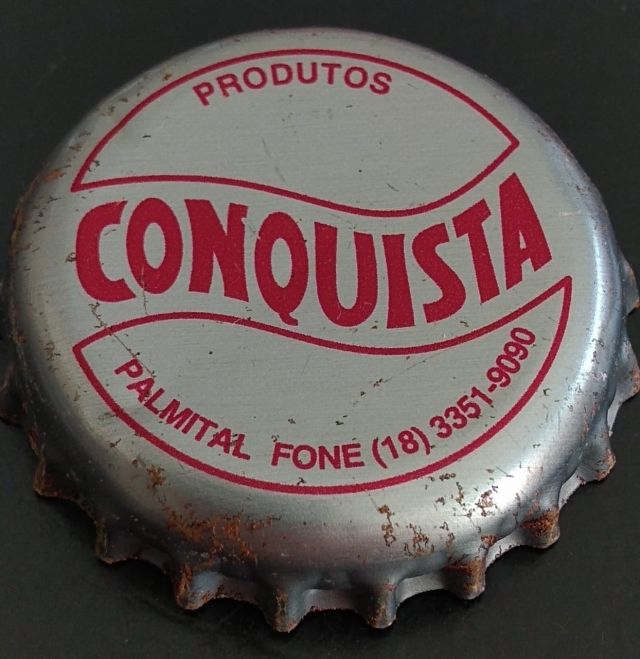 PRODUTOS
CONQUISTA
PALMITAL FONE (18) 3351-9090